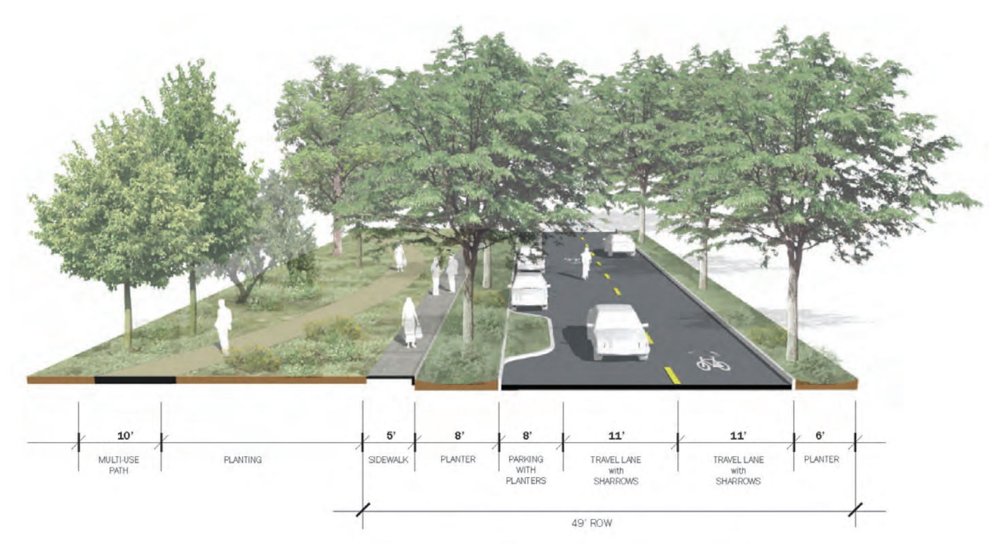 10' 5' 8' 8' 11' 11' 6'
MULTI-USE PATH
PLANTING
SIDEWALK
PLANTER
PARKING WITH PLANTERS
TRAVEL LANE with SHARROWS
TRAVEL LANE with SHARROWS
PLANTER
49' ROW